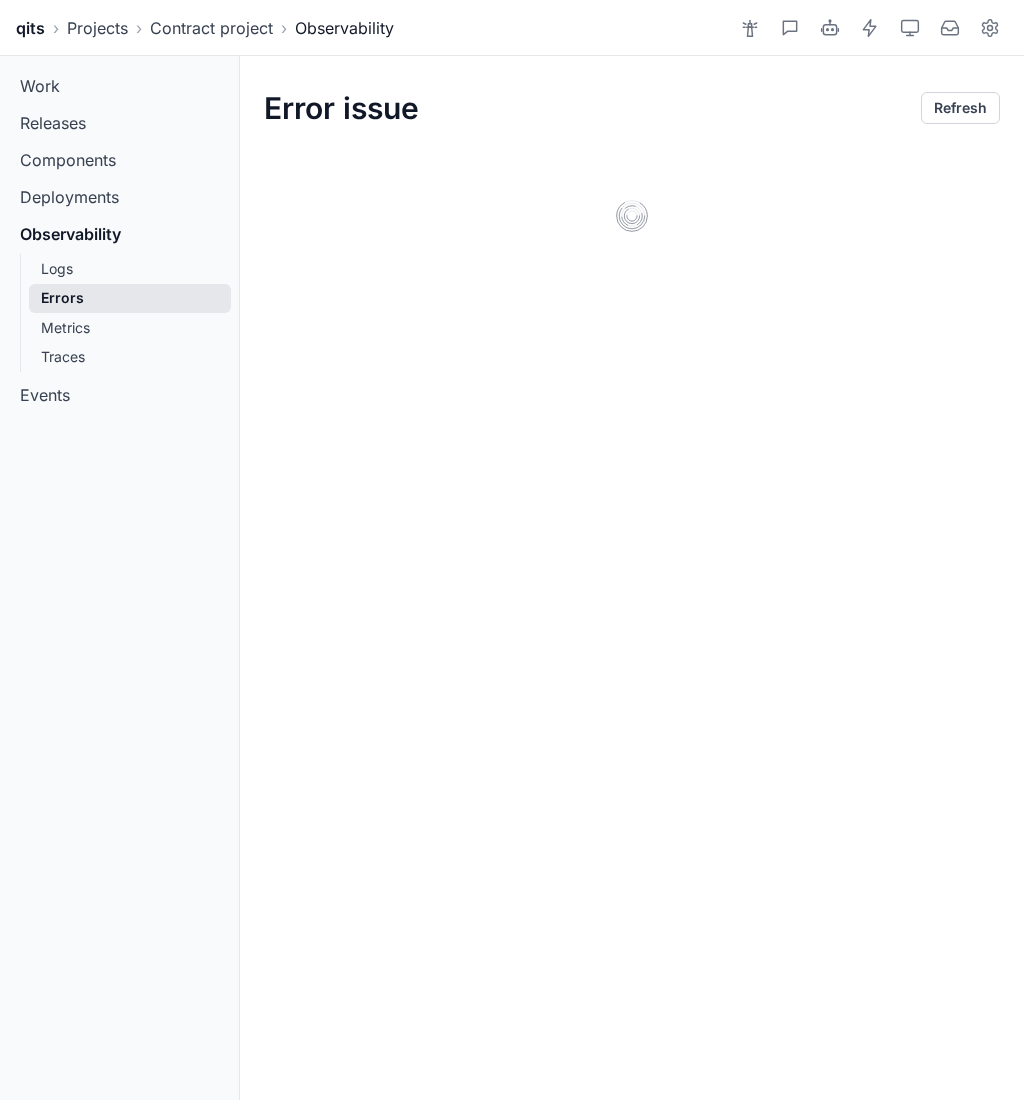 qits › Projects › Contract project › Observability
Work
Releases
Components
Deployments
Observability
Logs
Errors
Metrics
Traces
Events
Error issue
Refresh